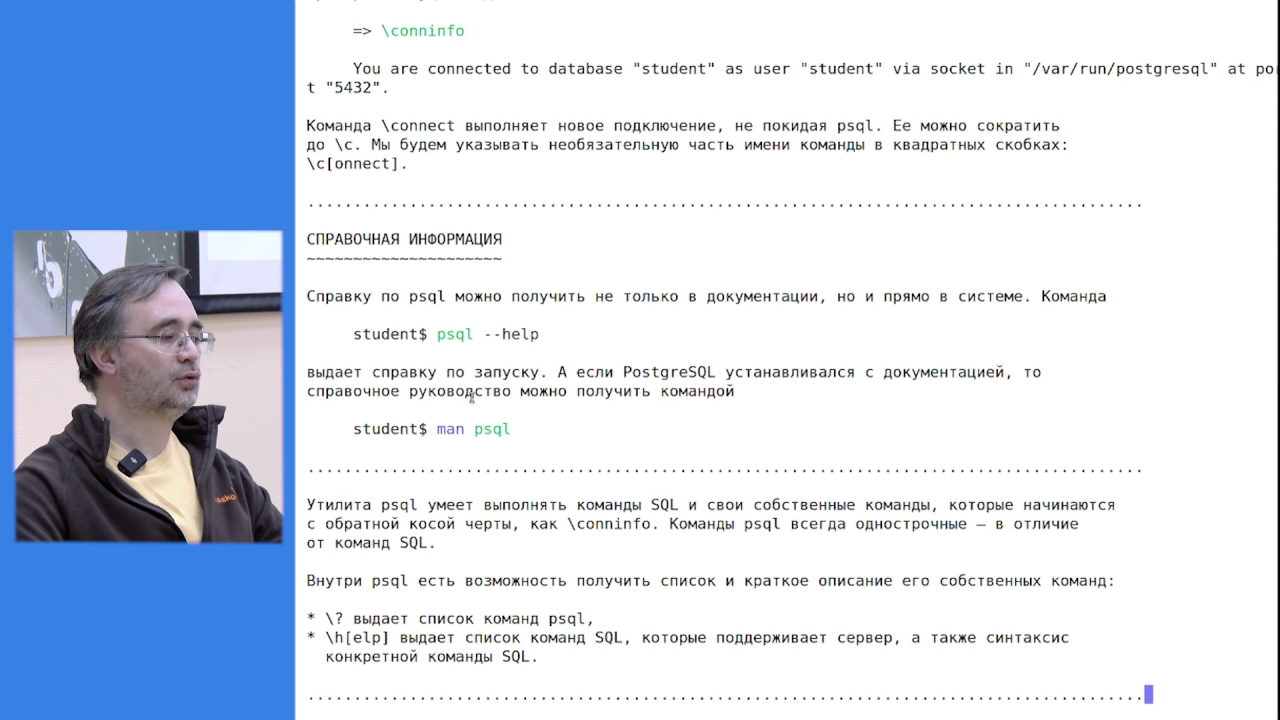 => \conninfo
You are connected to database "student" as user "student" via socket in "/var/run/postgresql" at por
t "5432".
Команда \connect выполняет новое подключение, не покидая psql. Ее можно сократить
до \c. Мы будем указывать необязательную часть имени команды в квадратных скобках:
\c[onnect].
...........................................................................................
СПРАВОЧНАЯ ИНФОРМАЦИЯ
~~~~~~~~~~~~~~~~~~~~~
Справку по psql можно получить не только в документации, но и прямо в системе. Команда
student$ psql --help
выдает справку по запуску. А если PostgreSQL устанавливался с документацией, то
справочное руководство можно получить командой
student$ man psql
...........................................................................................
Утилита psql умеет выполнять команды SQL и свои собственные команды, которые начинаются
с обратной косой черты, как \conninfo. Команды psql всегда однострочные — в отличие
от команд SQL.
Внутри psql есть возможность получить список и краткое описание его собственных команд:
* \? выдает список команд psql,
* \h[elp] выдает список команд SQL, которые поддерживает сервер, а также синтаксис
конкретной команды SQL.
...........................................................................................